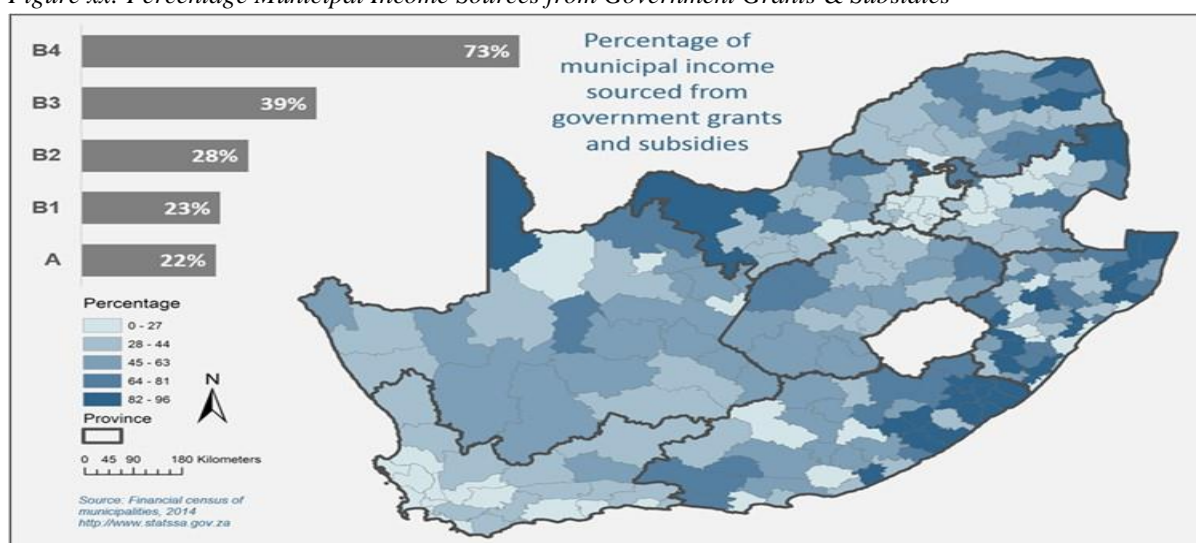 Figure xx: Percentage Municipal Income Sources from Government Grants & Subsidies
B4 73%
B3 39%
B2 28%
B1 23%
A 22%
Percentage of
municipal income
sourced from
government grants
and subsidies
Percentage
0 - 27
28 - 44
45 - 63
64 - 81
82 - 96
N
Province
0 45 90 180 Kilometers
Source: Financial census of
municipalities, 2014
http://www.statssa.gov.za